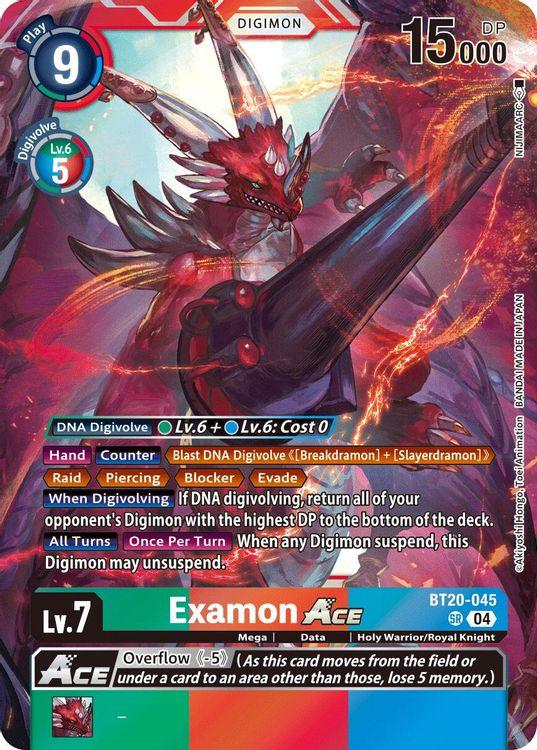 Play
9
DIGIMON
15000
DP
Digivolve
Lv.6
5
NIJIMAARC
©Akiyoshi Hongo, Toei Animation BANDAI MADE IN JAPAN
DNA Digivolve Lv.6 + Lv.6: Cost 0
Hand Counter Blast DNA Digivolve《[Breakdramon] + [Slayerdramon]》
Raid Piercing Blocker Evade
When Digivolving If DNA digivolving, return all of your
opponent's Digimon with the highest DP to the bottom of the deck.
All Turns Once Per Turn When any Digimon suspend, this
Digimon may unsuspend.
Lv.7
Examon ACE
BT20-045
SR 04
Mega | Data | Holy Warrior/Royal Knight
ACE Overflow《-5》(As this card moves from the field or
under a card to an area other than those, lose 5 memory.)
–